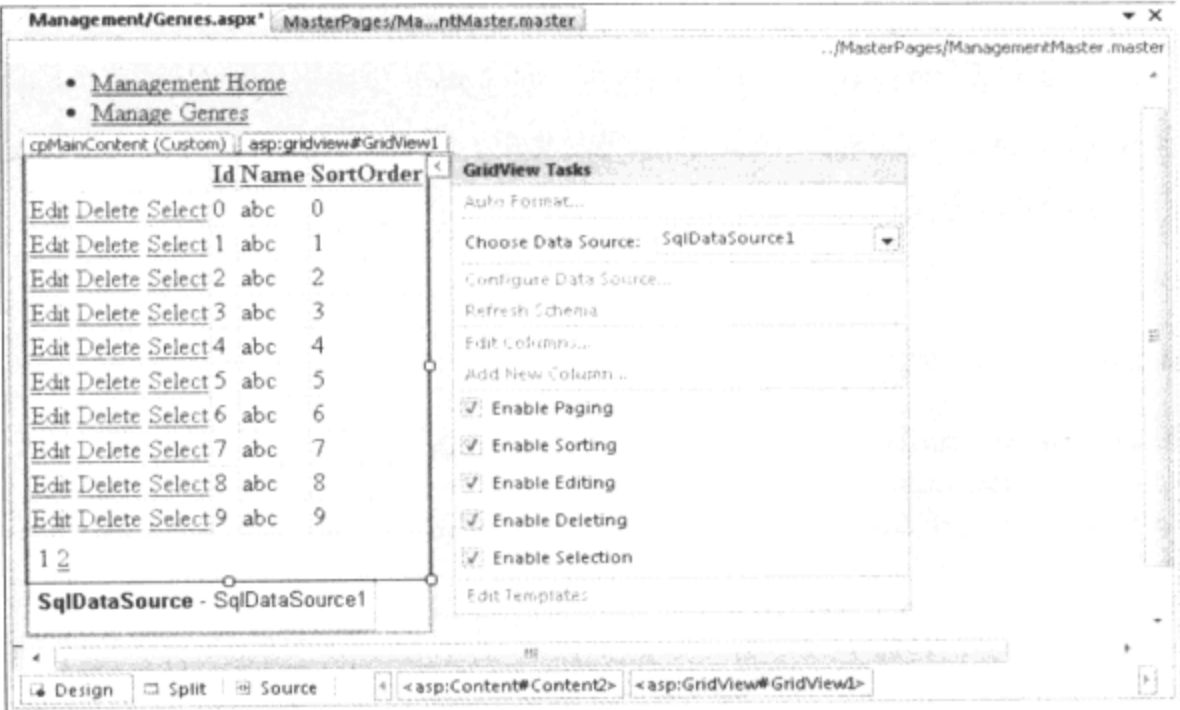 Management/Genres.aspx* MasterPages/Ma...ntMaster.master
../MasterPages/ManagementMaster.master
• Management Home
• Manage Genres
cpMainContent (Custom) asp:gridview#GridView1
Id Name SortOrder
Edit Delete Select 0 abc 0
Edit Delete Select 1 abc 1
Edit Delete Select 2 abc 2
Edit Delete Select 3 abc 3
Edit Delete Select 4 abc 4
Edit Delete Select 5 abc 5
Edit Delete Select 6 abc 6
Edit Delete Select 7 abc 7
Edit Delete Select 8 abc 8
Edit Delete Select 9 abc 9
1 2
SqlDataSource - SqlDataSource1
GridView Tasks
Auto Format...
Choose Data Source: SqlDataSource1
Configure Data Source...
Refresh Schema
Edit Columns...
Add New Column...
Enable Paging
Enable Sorting
Enable Editing
Enable Deleting
Enable Selection
Edit Templates
Design Split Source <asp:Content#Content2> <asp:GridView#GridView1>